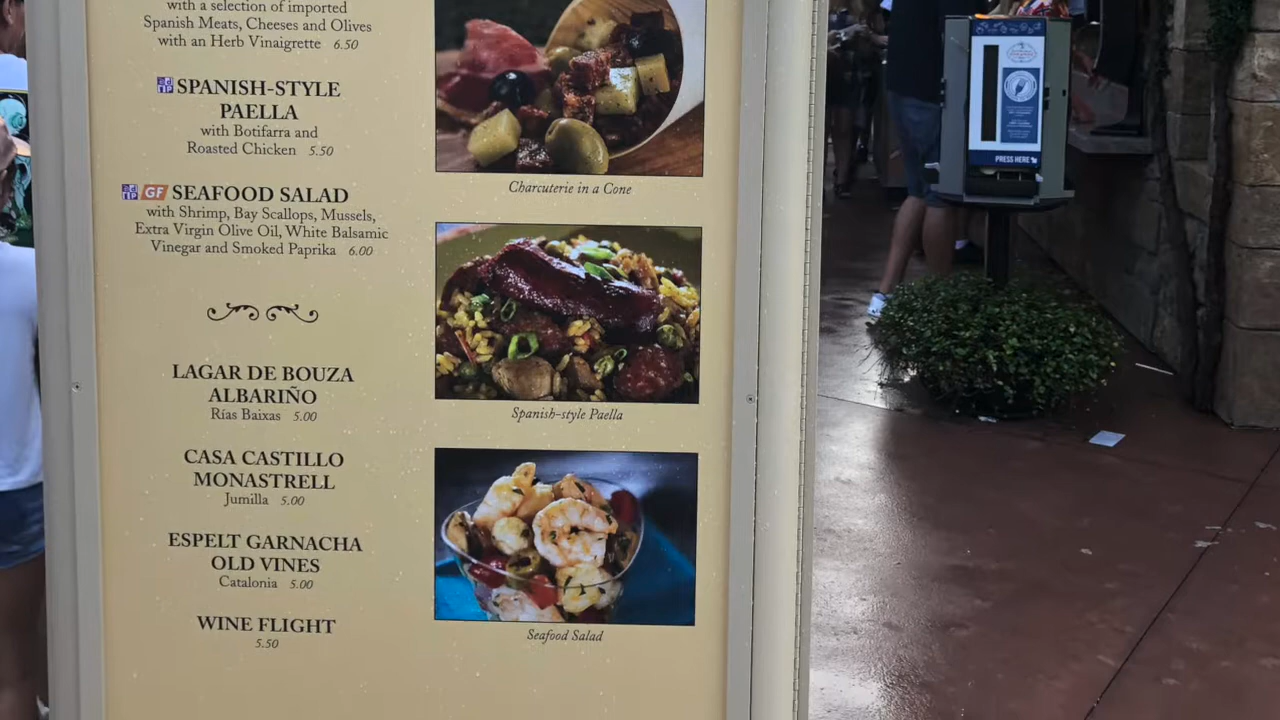 with a selection of imported
Spanish Meats, Cheeses and Olives
with an Herb Vinaigrette 6.50
SPANISH-STYLE
PAELLA
with Botifarra and
Roasted Chicken 5.50
GF SEAFOOD SALAD
with Shrimp, Bay Scallops, Mussels,
Extra Virgin Olive Oil, White Balsamic
Vinegar and Smoked Paprika 6.00
LAGAR DE BOUZA
ALBARIÑO
Rías Baixas 5.00
CASA CASTILLO
MONASTRELL
Jumilla 5.00
ESPELT GARNACHA
OLD VINES
Catalonia 5.00
WINE FLIGHT
5.50
Charcuterie in a Cone
Spanish-style Paella
Seafood Salad
PRESS HERE